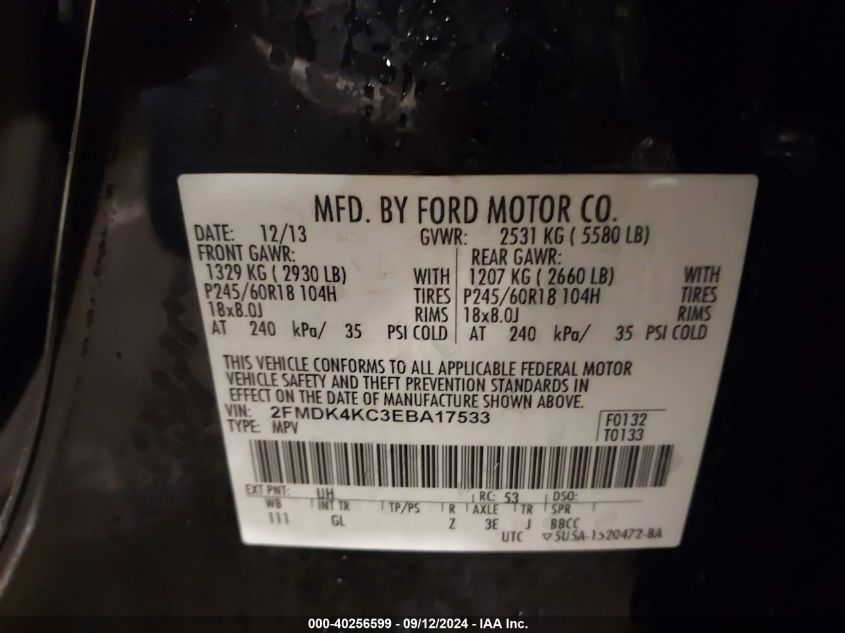 MFD. BY FORD MOTOR CO.
DATE: 12/13 GVWR: 2531 KG ( 5580 LB)
FRONT GAWR: REAR GAWR:
1329 KG ( 2930 LB) WITH 1207 KG ( 2660 LB) WITH
P245/60R18 104H TIRES P245/60R18 104H TIRES
18x8.0J RIMS 18x8.0J RIMS
AT 240 kPa/ 35 PSI COLD AT 240 kPa/ 35 PSI COLD
THIS VEHICLE CONFORMS TO ALL APPLICABLE FEDERAL MOTOR
VEHICLE SAFETY AND THEFT PREVENTION STANDARDS IN
EFFECT ON THE DATE OF MANUFACTURE SHOWN ABOVE.
VIN: 2FMDK4KC3EBA17533 F0132
TYPE: MPV T0133
EXT PNT: UH RC: 53 DSO:
WB INT TR TP/PS R AXLE TR SPR
111 GL Z 3E J BBCC
UTC ▽5USA-1520472-BA
000-40256599 - 09/12/2024 - IAA Inc.